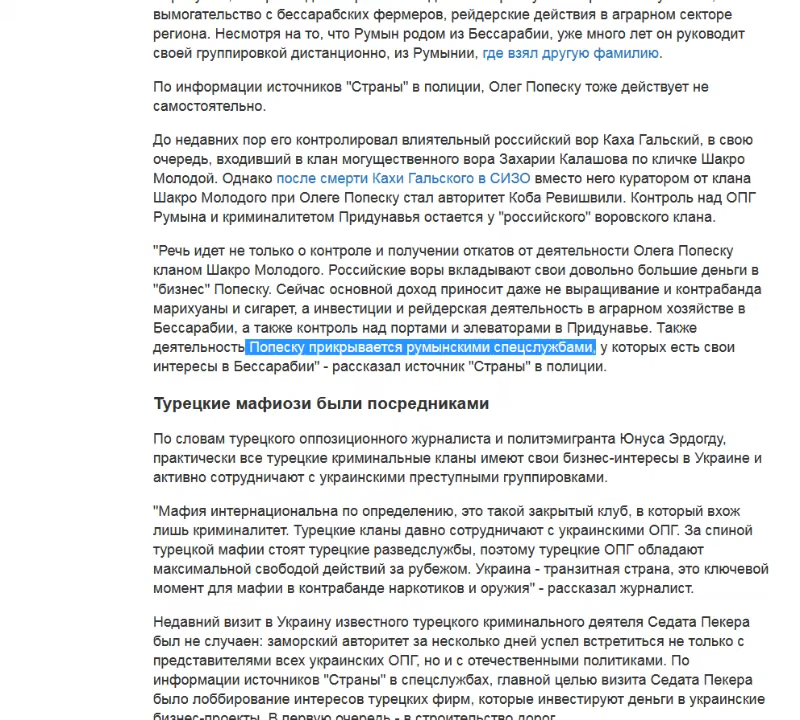 вымогательство с бессарабских фермеров, рейдерские действия в аграрном секторе
региона. Несмотря на то, что Румын родом из Бессарабии, уже много лет он руководит
своей группировкой дистанционно, из Румынии, где взял другую фамилию.
По информации источников "Страны" в полиции, Олег Попеску тоже действует не
самостоятельно.
До недавних пор его контролировал влиятельный российский вор Каха Гальский, в свою
очередь, входивший в клан могущественного вора Захарии Калашова по кличке Шакро
Молодой. Однако после смерти Кахи Гальского в СИЗО вместо него куратором от клана
Шакро Молодого при Олеге Попеску стал авторитет Коба Ревишвили. Контроль над ОПГ
Румына и криминалитетом Придунавья остается у "российского" воровского клана.
"Речь идет не только о контроле и получении откатов от деятельности Олега Попеску
кланом Шакро Молодого. Российские воры вкладывают свои довольно большие деньги в
"бизнес" Попеску. Сейчас основной доход приносит даже не выращивание и контрабанда
марихуаны и сигарет, а инвестиции и рейдерская деятельность в аграрном хозяйстве в
Бессарабии, а также контроль над портами и элеваторами в Придунавье. Также
деятельность Попеску прикрывается румынскими спецслужбами, у которых есть свои
интересы в Бессарабии" - рассказал источник "Страны" в полиции.
Турецкие мафиози были посредниками
По словам турецкого оппозиционного журналиста и политэмигранта Юнуса Эрдогду,
практически все турецкие криминальные кланы имеют свои бизнес-интересы в Украине и
активно сотрудничают с украинскими преступными группировками.
"Мафия интернациональна по определению, это такой закрытый клуб, в который вхож
лишь криминалитет. Турецкие кланы давно сотрудничают с украинскими ОПГ. За спиной
турецкой мафии стоят турецкие разведслужбы, поэтому турецкие ОПГ обладают
максимальной свободой действий за рубежом. Украина - транзитная страна, это ключевой
момент для мафии в контрабанде наркотиков и оружия" - рассказал журналист.
Недавний визит в Украину известного турецкого криминального деятеля Седата Пекера
был не случаен: заморский авторитет за несколько дней успел встретиться не только с
представителями всех украинских ОПГ, но и с отечественными политиками. По
информации источников "Страны" в спецслужбах, главной целью визита Седата Пекера
было лоббирование интересов турецких фирм, которые инвестируют деньги в украинские
бизнес-проекты. В первую очередь - в строительство дорог.